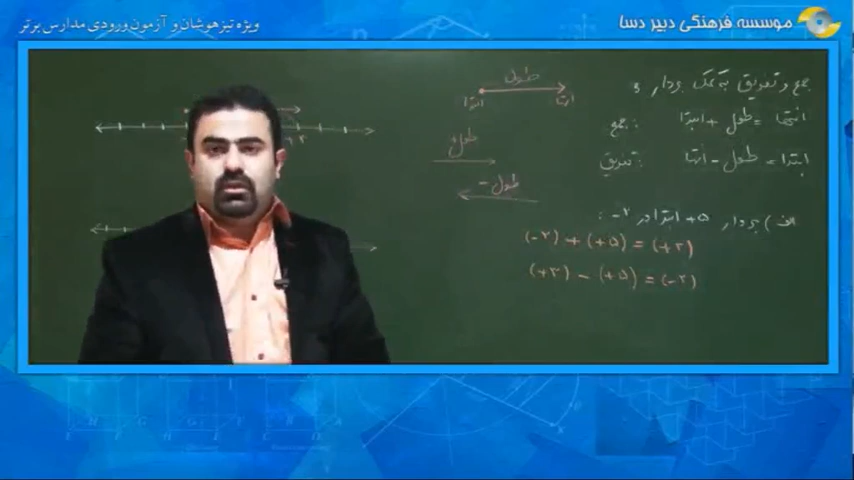 موسسه فرهنگی دبیر دسا
ویژه تیزهوشان و آزمون ورودی مدارس برتر
جمع و تفریق به کمک بردار :
جمع : انتها = طول + ابتدا
تفریق : ابتدا = طول - انتها
طول
ابتدا
انتها
طول +
طول -
الف) بردار +۵ ابتدا در -۲ :
(-۲) + (+۵) = (+۳)
(+۳) - (+۵) = (-۲)